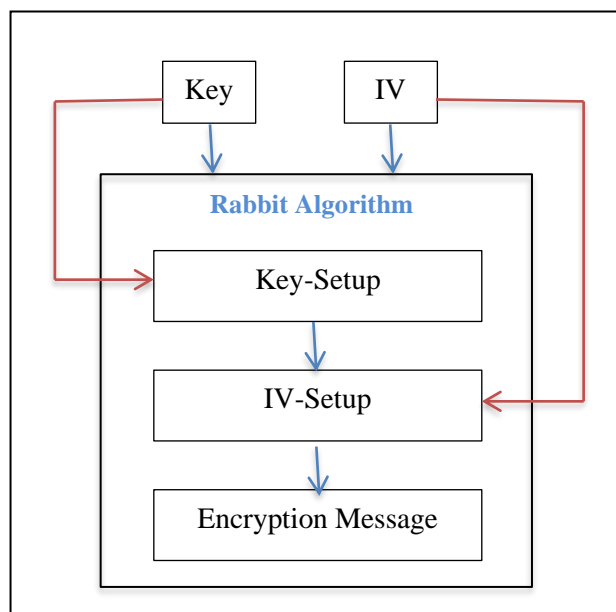 Key
IV
Rabbit Algorithm
Key-Setup
IV-Setup
Encryption Message